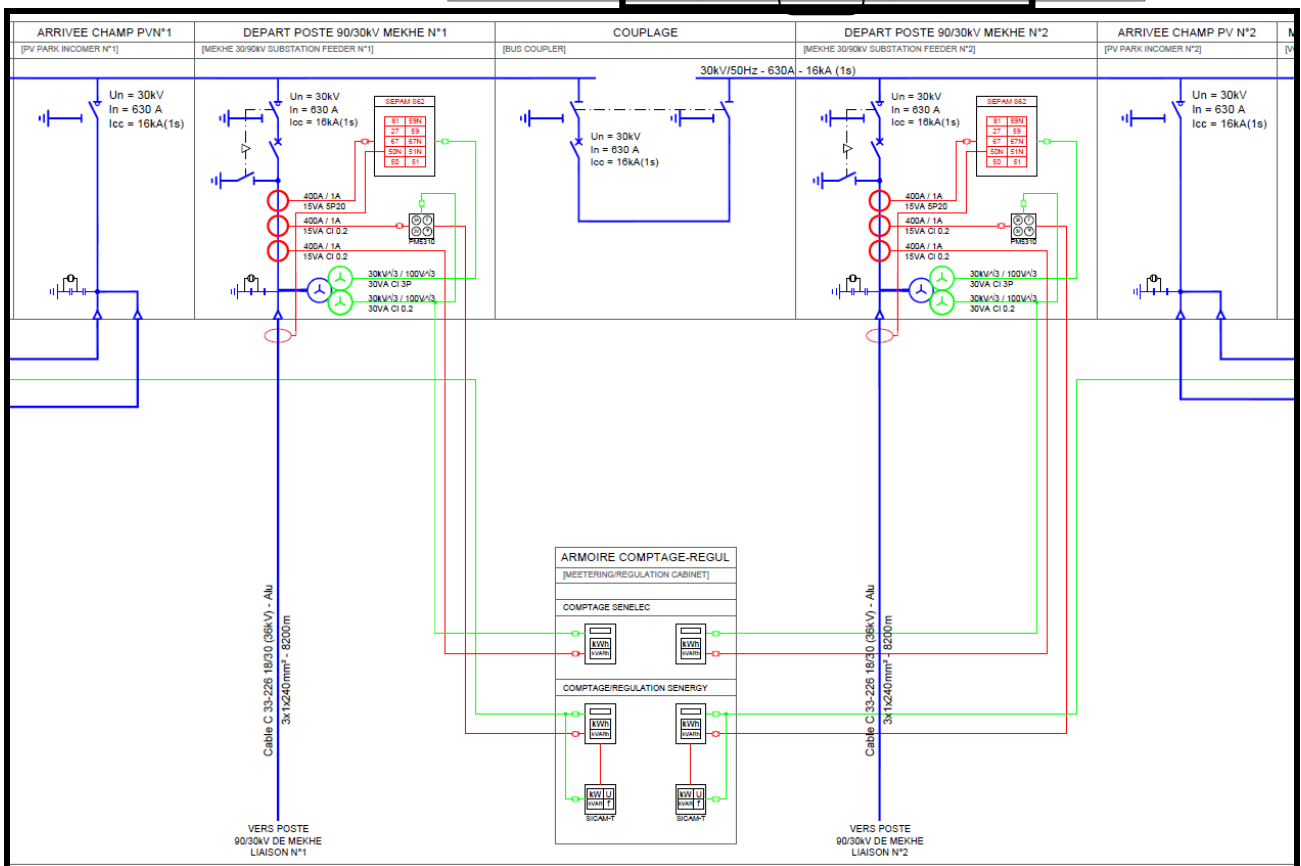 ARRIVEE CHAMP PVN°1
[PV PARK INCOMER N°1]
DEPART POSTE 90/30kV MEKHE N°1
[MEKHE 30/90kV SUBSTATION FEEDER N°1]
COUPLAGE
[BUS COUPLER]
DEPART POSTE 90/30kV MEKHE N°2
[MEKHE 30/90kV SUBSTATION FEEDER N°2]
ARRIVEE CHAMP PV N°2
[PV PARK INCOMER N°2]
30kV/50Hz - 630A - 16kA (1s)
Un = 30kV
In = 630 A
Icc = 16kA(1s)
Un = 30kV
In = 630 A
Icc = 16kA(1s)
SEPAM S62
81 59N
27 59
67 67N
50N 51N
50 51
Un = 30kV
In = 630 A
Icc = 16kA(1s)
Un = 30kV
In = 630 A
Icc = 16kA(1s)
SEPAM S62
81 59N
27 59
67 67N
50N 51N
50 51
Un = 30kV
In = 630 A
Icc = 16kA(1s)
400A / 1A
15VA 5P20
400A / 1A
15VA Cl 0.2
PM5310
400A / 1A
15VA Cl 0.2
30kV/√3 / 100V/√3
30VA Cl 3P
30kV/√3 / 100V/√3
30VA Cl 0.2
400A / 1A
15VA 5P20
400A / 1A
15VA Cl 0.2
PM5310
400A / 1A
15VA Cl 0.2
30kV/√3 / 100V/√3
30VA Cl 3P
30kV/√3 / 100V/√3
30VA Cl 0.2
Cable C 33-226 18/30 (36kV) - Alu
3x1x240mm² - 8200m
ARMOIRE COMPTAGE-REGUL
[MEETERING/REGULATION CABINET]
COMPTAGE SENELEC
kWh
kVARh
kWh
kVARh
COMPTAGE/REGULATION SENERGY
kWh
kVARh
kWh
kVARh
kW U
kVAR f
SICAM-T
kW U
kVAR f
SICAM-T
Cable C 33-226 18/30 (36kV) - Alu
3x1x240mm² - 8200m
VERS POSTE
90/30kV DE MEKHE
LIAISON N°1
VERS POSTE
90/30kV DE MEKHE
LIAISON N°2